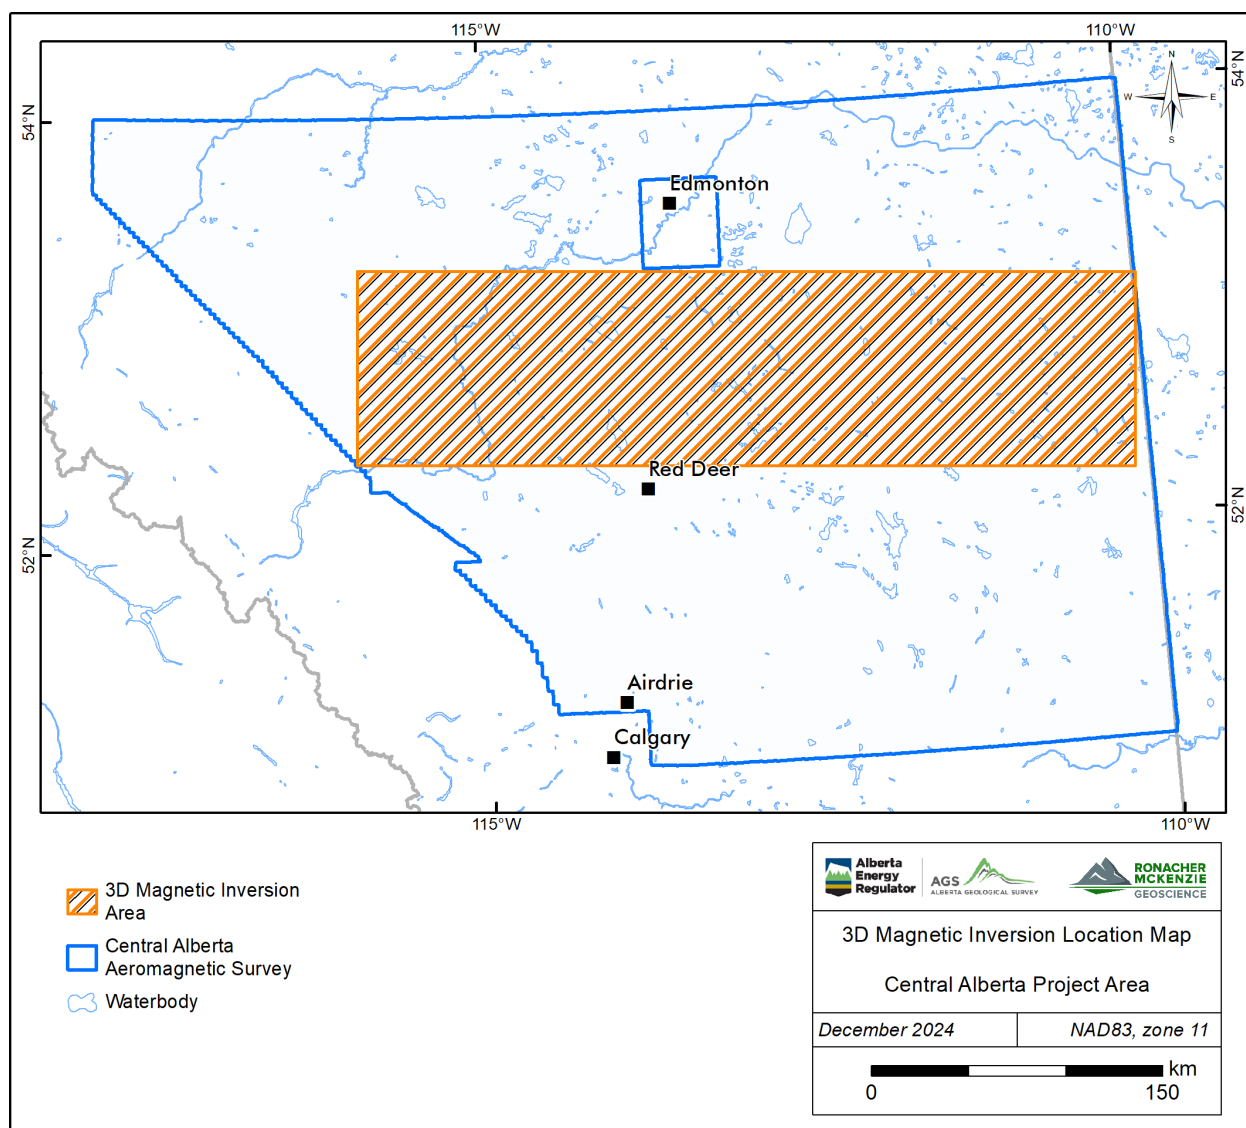 115°W
110°W
54°N
54°N
N
W
E
S
Edmonton
Red Deer
52°N
52°N
Airdrie
Calgary
115°W
110°W
3D Magnetic Inversion
Area
Central Alberta
Aeromagnetic Survey
Waterbody
Alberta
Energy
Regulator
AGS
ALBERTA GEOLOGICAL SURVEY
RONACHER
MCKENZIE
GEOSCIENCE
3D Magnetic Inversion Location Map
Central Alberta Project Area
December 2024
NAD83, zone 11
km
0
150